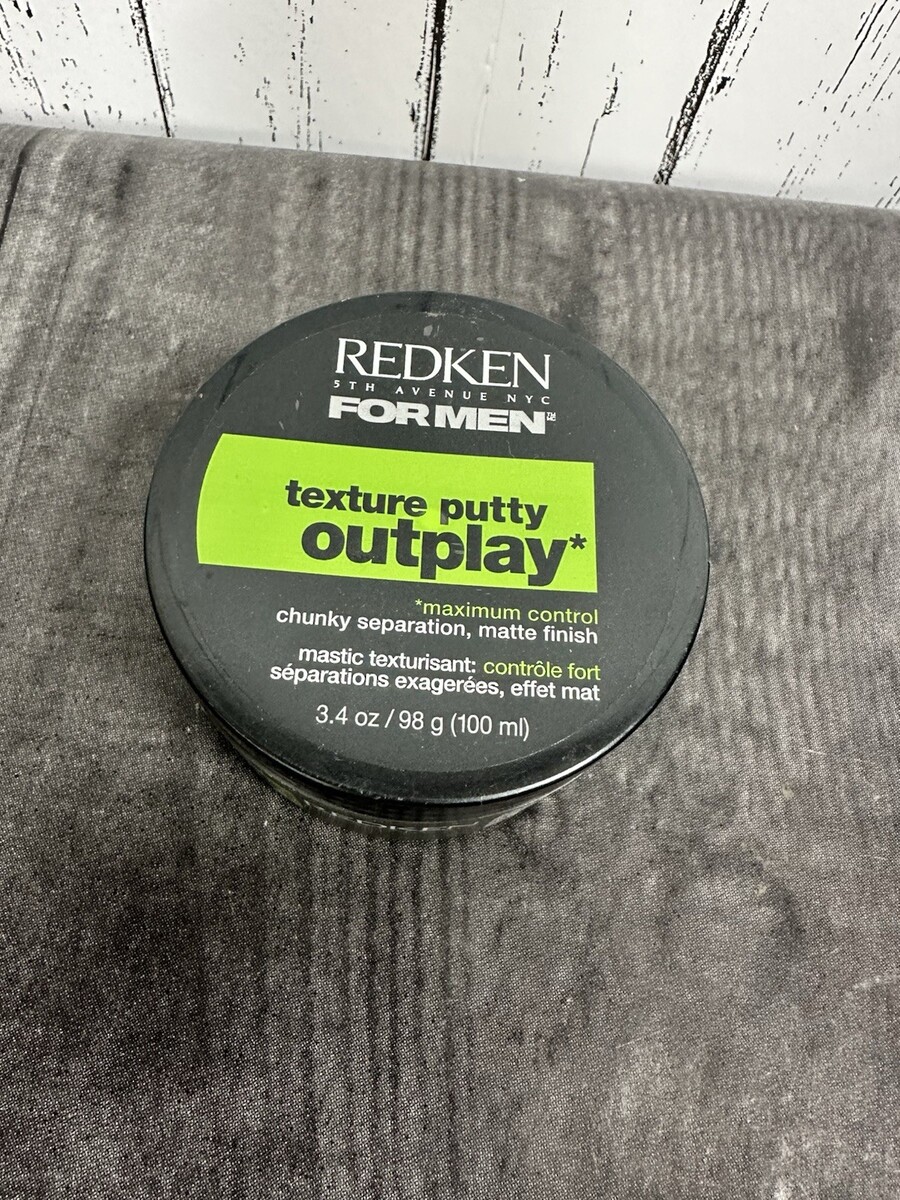 REDKEN
5TH AVENUE NYC
FOR MEN™
texture putty
outplay*
*maximum control
chunky separation, matte finish
mastic texturisant: contrôle fort
séparations exagerées, effet mat
3.4 oz / 98 g (100 ml)